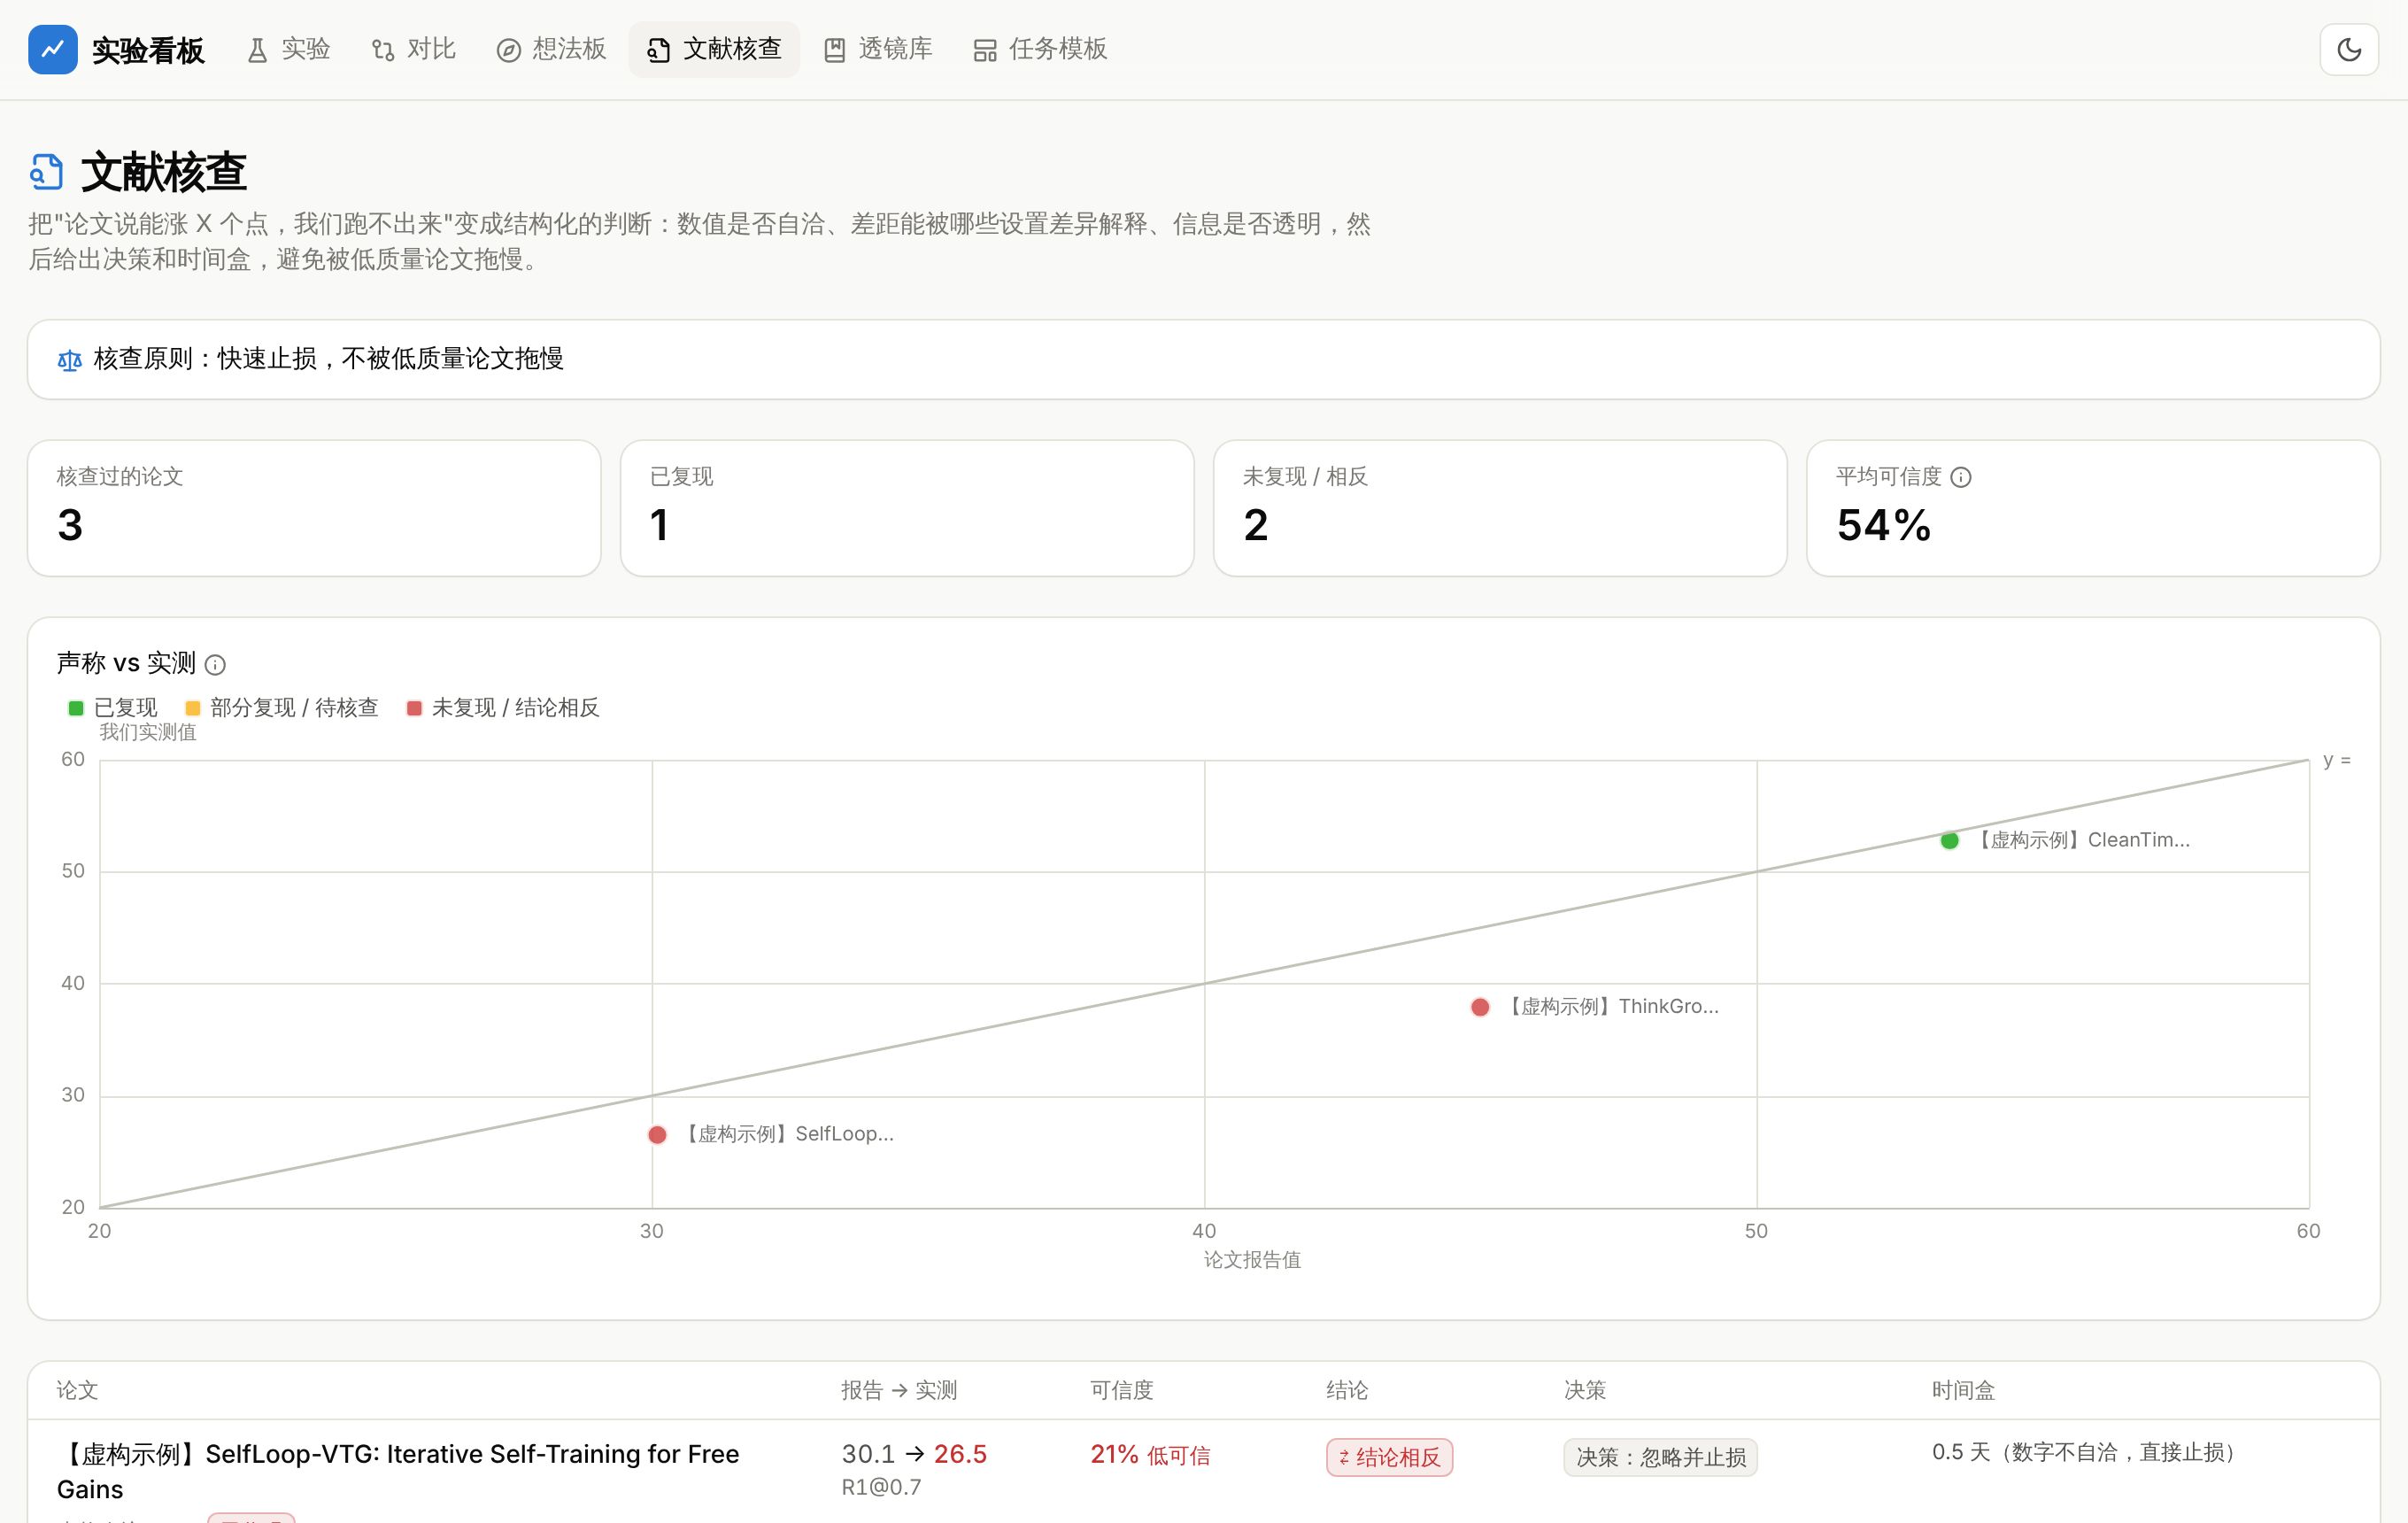 实验看板 实验 对比 想法板 文献核查 透镜库 任务模板
文献核查
把"论文说能涨 X 个点，我们跑不出来"变成结构化的判断：数值是否自洽、差距能被哪些设置差异解释、信息是否透明，然
后给出决策和时间盒，避免被低质量论文拖慢。
核查原则：快速止损，不被低质量论文拖慢
核查过的论文
3
已复现
1
未复现 / 相反
2
平均可信度
54%
声称 vs 实测
已复现 部分复现 / 待核查 未复现 / 结论相反
我们实测值
60
y =
【虚构示例】CleanTim...
50
40
【虚构示例】ThinkGro...
30
【虚构示例】SelfLoop...
20
20 30 40 50 60
论文报告值
论文 报告 → 实测 可信度 结论 决策 时间盒
【虚构示例】SelfLoop-VTG: Iterative Self-Training for Free
Gains
30.1 → 26.5
R1@0.7
21% 低可信
⇄ 结论相反
决策：忽略并止损
0.5 天（数字不自洽，直接止损）